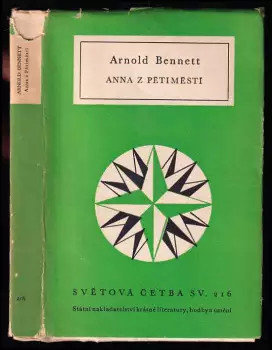 ARNOLD BENNETT
Anna z Pětiměstí
216
Arnold Bennett
ANNA Z PĚTIMĚSTÍ
SVĚTOVÁ ČETBA SV. 216
Státní nakladatelství krásné literatury, hudby a umění